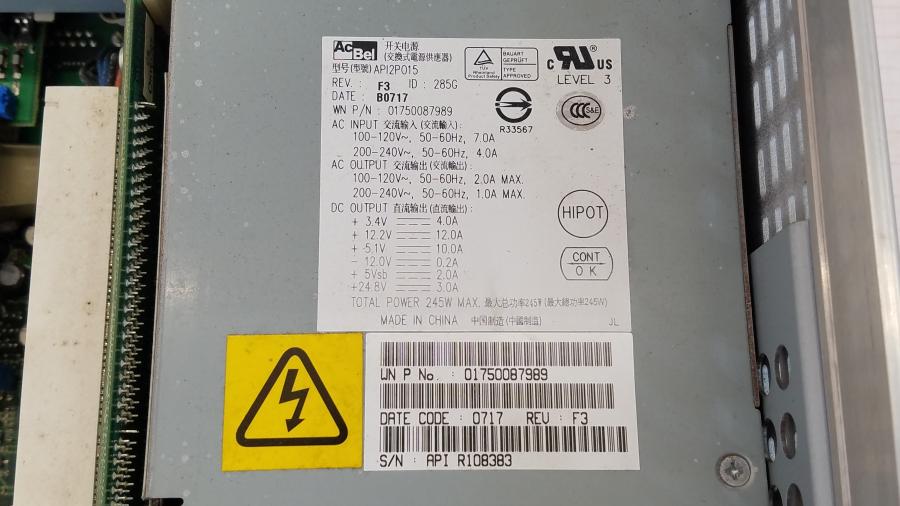 AcBel 开关电源
(交換式電源供應器)
型号(型號)API2P015
REV. : F3 ID : 285G
DATE : B0717
WN P/N : 01750087989
AC INPUT 交流输入(交流輸入):
100-120V~, 50-60Hz, 7.0A
200-240V~, 50-60Hz, 4.0A
AC OUTPUT 交流输出(交流輸出):
100-120V~, 50-60Hz, 2.0A MAX.
200-240V~, 50-60Hz, 1.0A MAX.
DC OUTPUT 直流输出(直流輸出):
+ 3.4V 4.0A
+ 12.2V 12.0A
+ 5.1V 10.0A
- 12.0V 0.2A
+ 5Vsb 2.0A
+24.8V 3.0A
TOTAL POWER 245W MAX. 最大总功率245W (最大總功率245W)
MADE IN CHINA 中国制造(中國製造) JL
TÜV
Rheinland
Product Safety
BAUART
GEPRÜFT
TYPE
APPROVED
C RU ® US
LEVEL 3
R33567
CCC S&E
HIPOT
CONT
OK
WN P No. : 01750087989
DATE CODE : 0717 REV : F3
S/N : API R108383